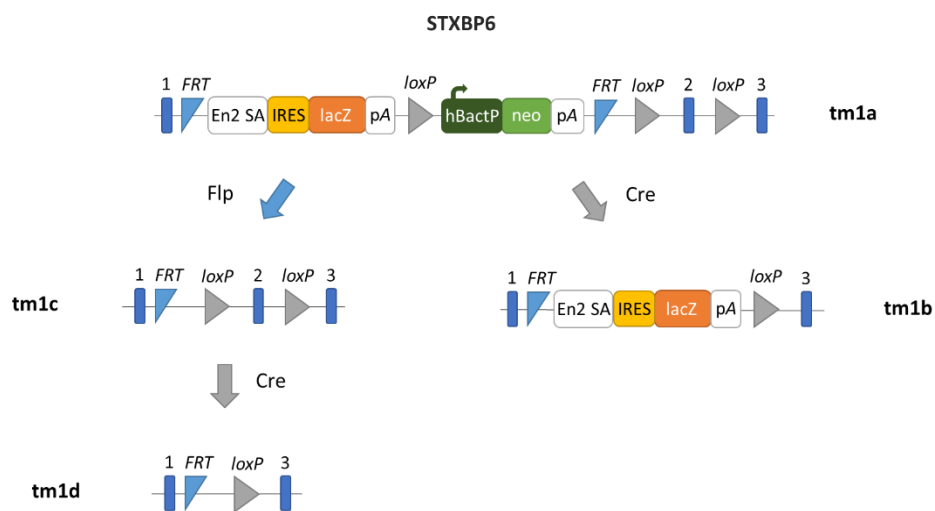 STXBP6
1 FRT loxP FRT loxP 2 loxP 3
En2 SA IRES lacZ pA hBactP neo pA tm1a
Flp Cre
1 FRT loxP 2 loxP 3 1 FRT loxP 3
tm1c En2 SA IRES lacZ pA tm1b
Cre
1 FRT loxP 3
tm1d